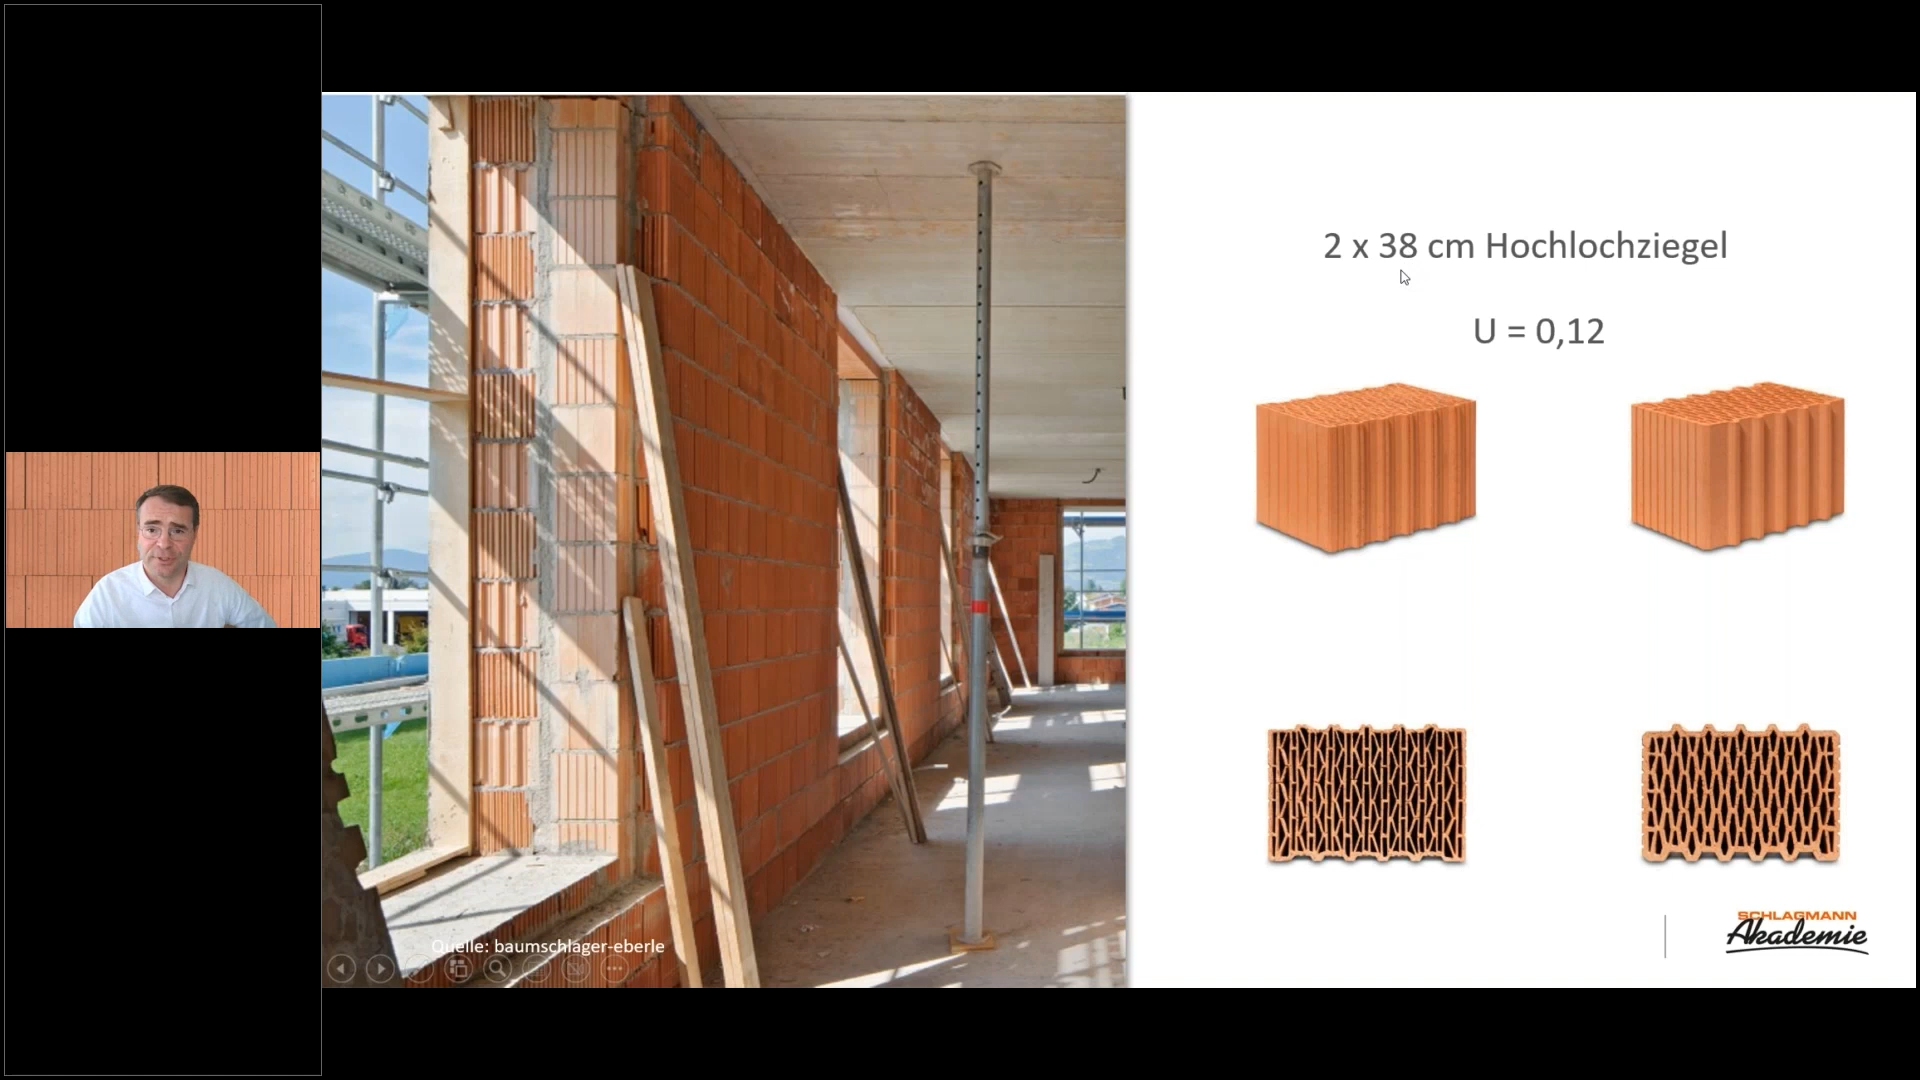 2 x 38 cm Hochlochziegel
U = 0,12
Quelle: baumschlager-eberle
SCHLAGMANN
Akademie